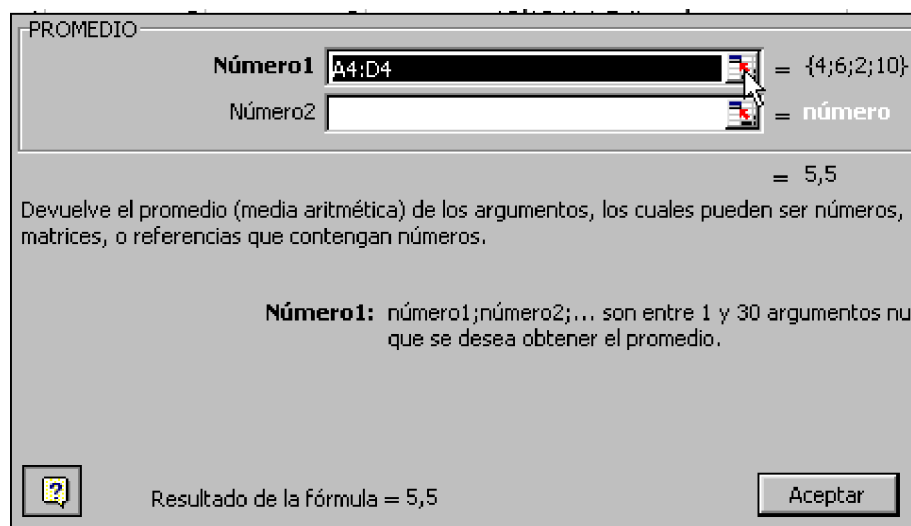 PROMEDIO
Número1 A4:D4 = {4;6;2;10}
Número2 = número
= 5,5
Devuelve el promedio (media aritmética) de los argumentos, los cuales pueden ser números,
matrices, o referencias que contengan números.
Número1: número1;número2;... son entre 1 y 30 argumentos nu
que se desea obtener el promedio.
Resultado de la fórmula = 5,5
Aceptar